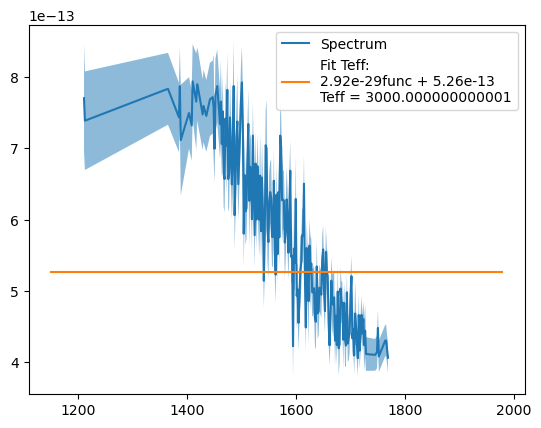 1e−13
Spectrum
Fit Teff:
2.92e-29func + 5.26e-13
Teff = 3000.000000000001
8
7
6
5
4
1200
1400
1600
1800
2000